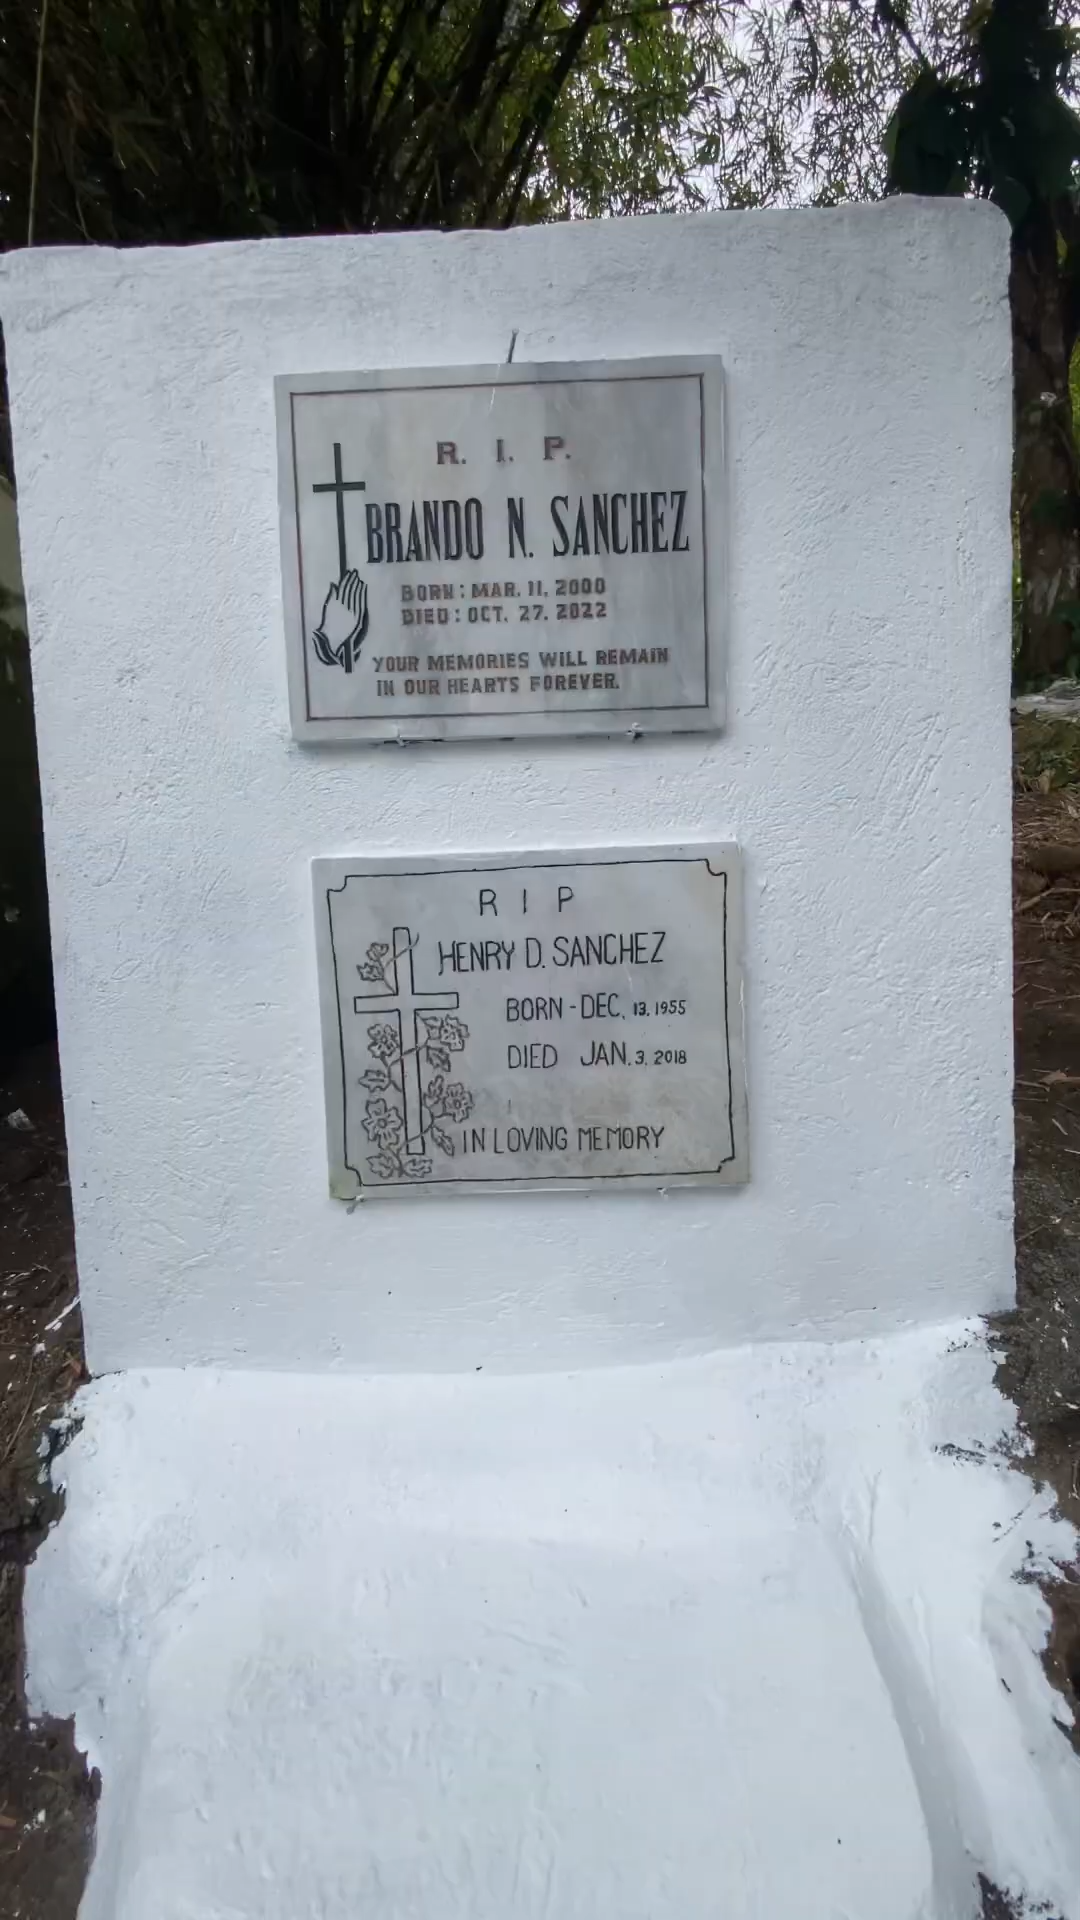 R. I. P.
BRANDO N. SANCHEZ
BORN : MAR. 11, 2000
DIED : OCT. 27. 2022
YOUR MEMORIES WILL REMAIN
IN OUR HEARTS FOREVER.
R I P
HENRY D. SANCHEZ
BORN - DEC. 13. 1955
DIED JAN. 3. 2018
IN LOVING MEMORY